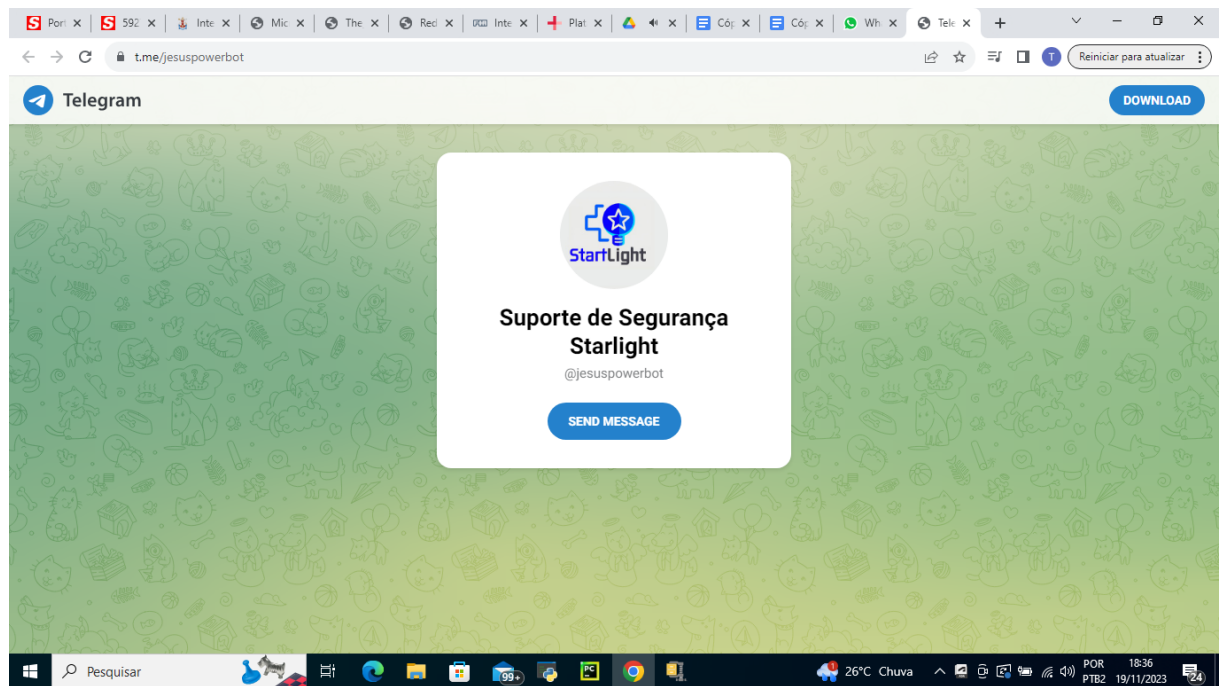 Port
592
Inte
Mic
The
Red
Inte
Plat
Cóp
Cóp
Wh
Tele
t.me/jesuspowerbot
T
Reiniciar para atualizar
Telegram
DOWNLOAD
StartLight
Suporte de Segurança
Starlight
@jesuspowerbot
SEND MESSAGE
Pesquisar
99+
PC
26°C Chuva
POR
PTB2
18:36
19/11/2023
24